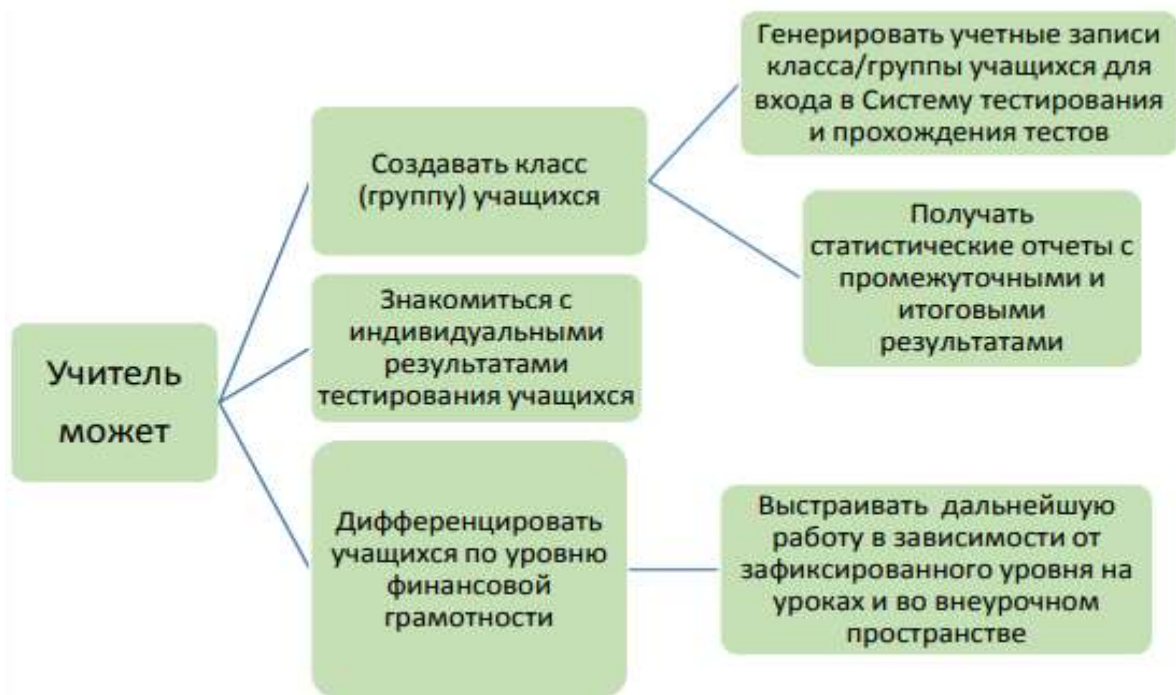 Учитель
может
Создавать класс
(группу) учащихся
Генерировать учетные записи
класса/группы учащихся для
входа в Систему тестирования
и прохождения тестов
Получать
статистические отчеты с
промежуточными и
итоговыми
результатами
Знакомиться с
индивидуальными
результатами
тестирования учащихся
Дифференцировать
учащихся по уровню
финансовой
грамотности
Выстраивать дальнейшую
работу в зависимости от
зафиксированного уровня на
уроках и во внеурочном
пространстве